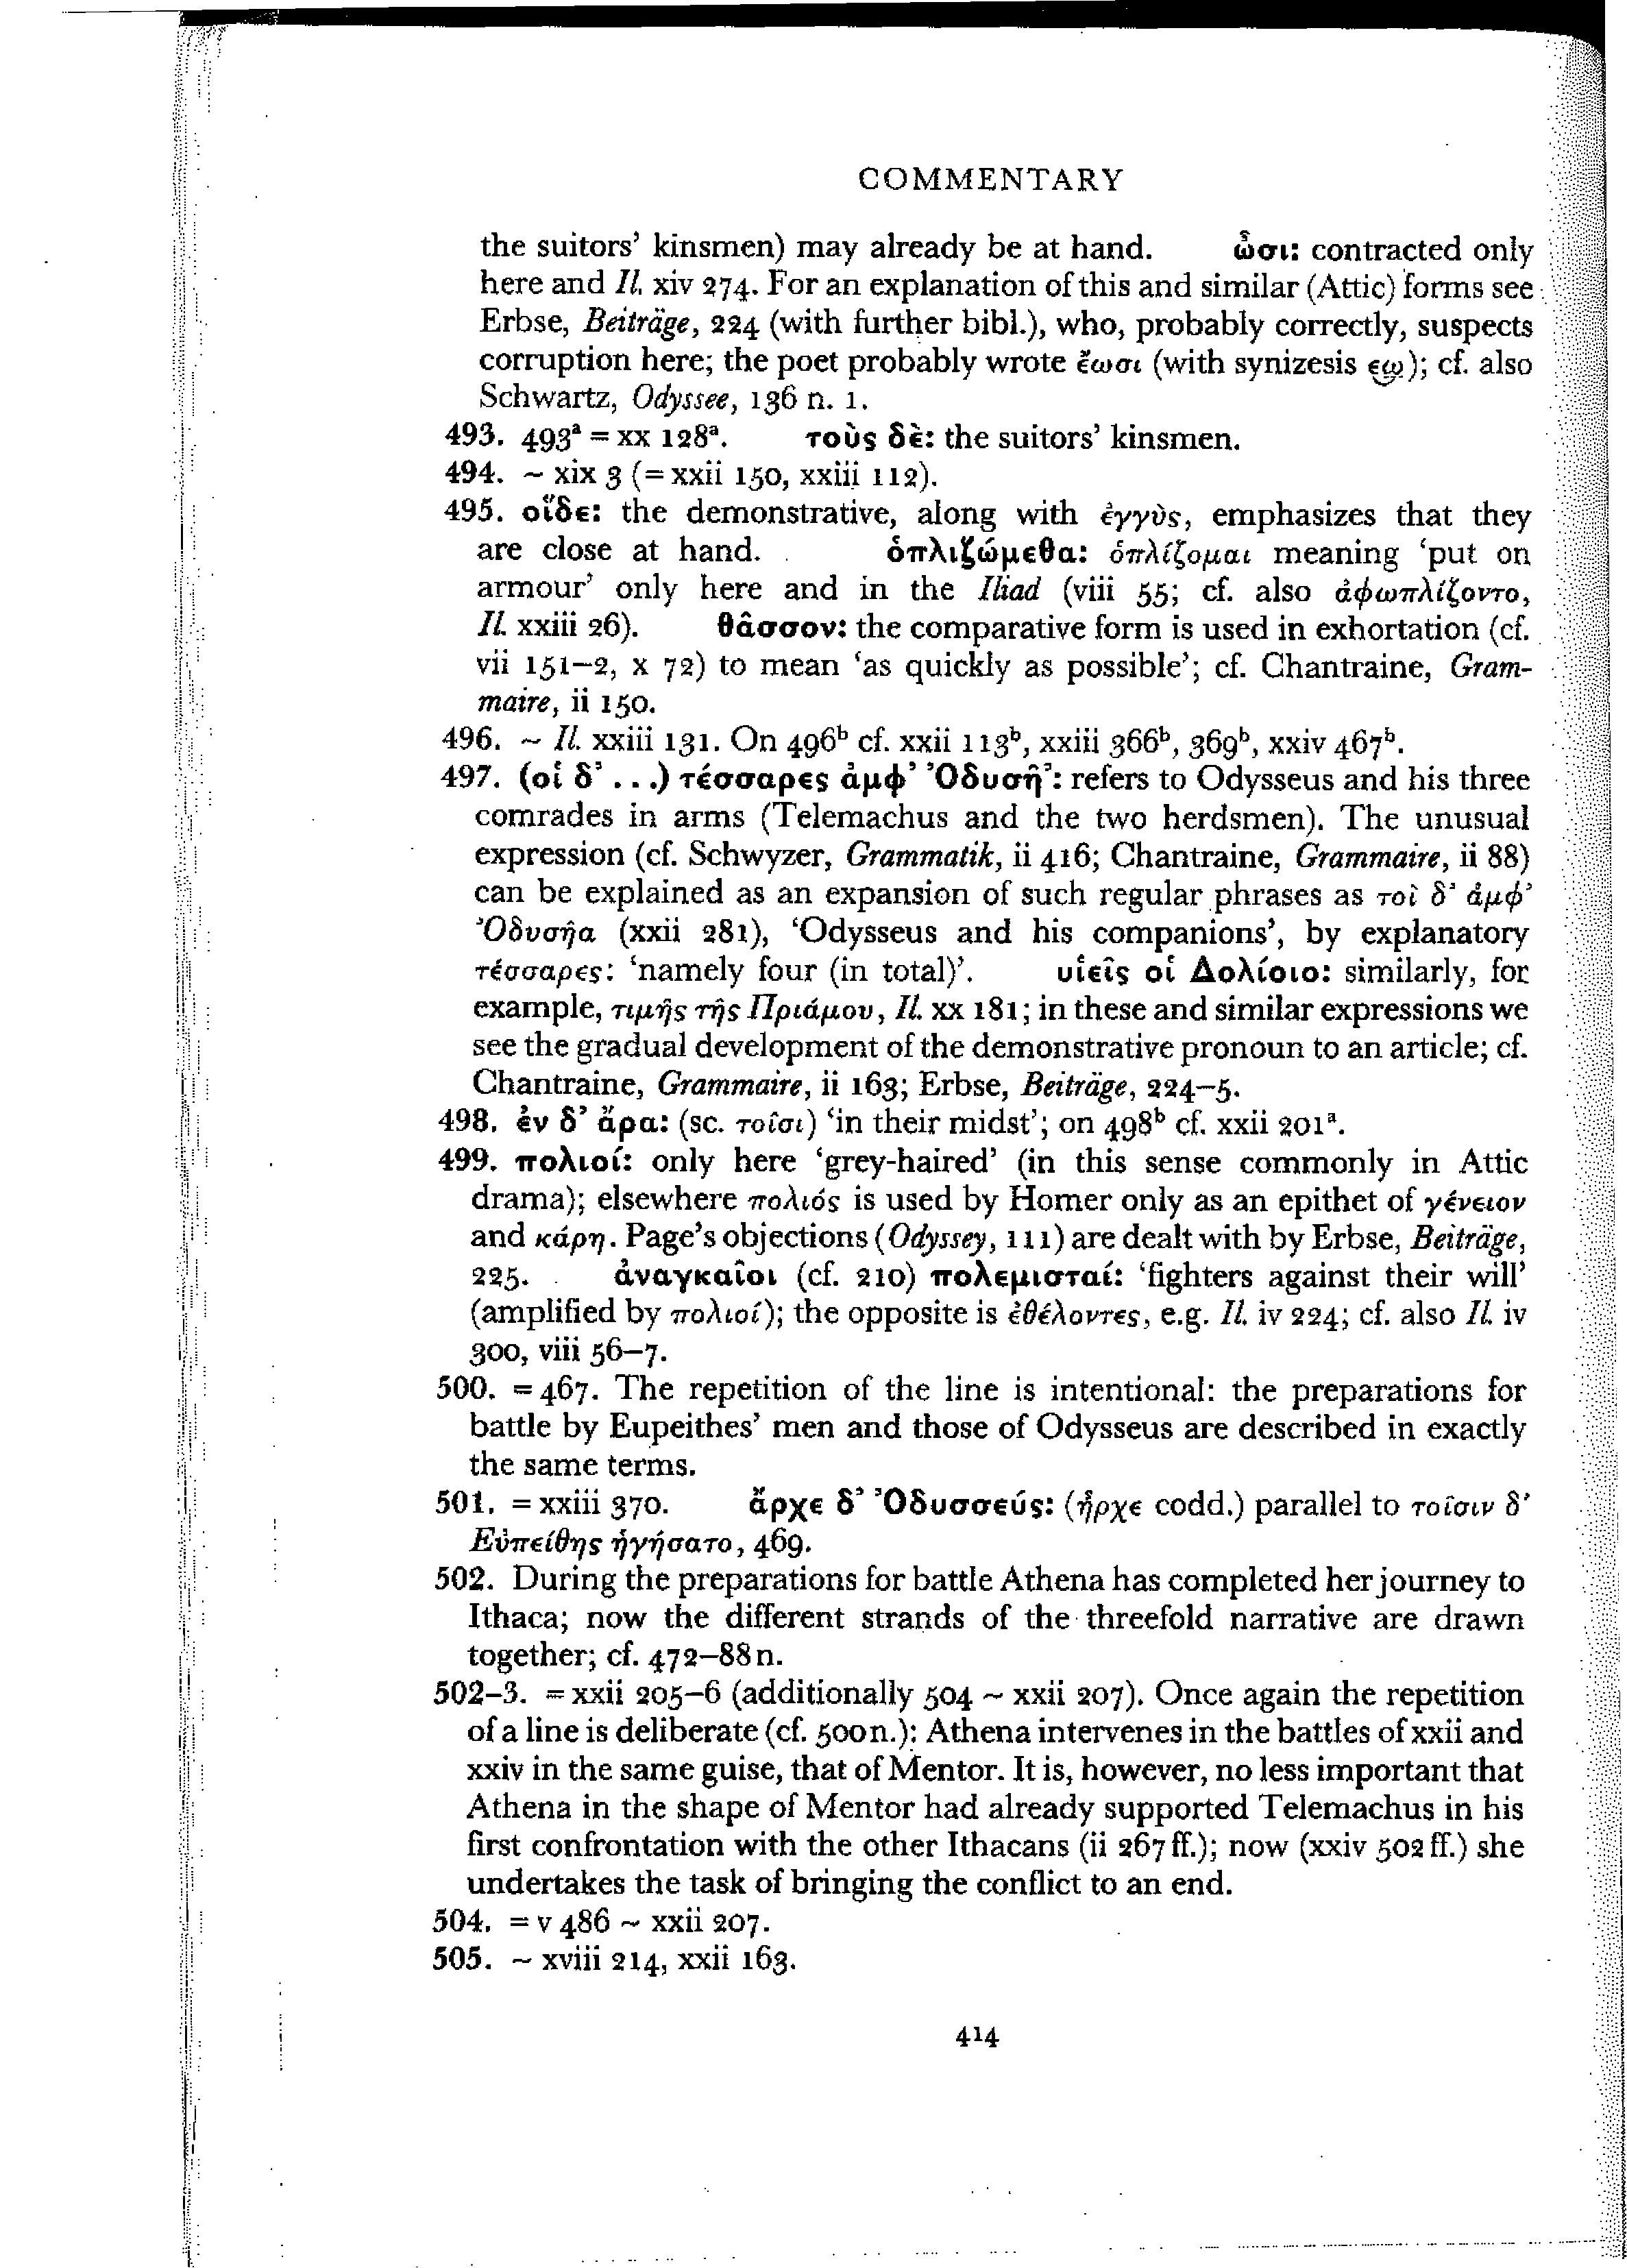 COMMENTARY
the suitors' kinsmen) may already be at hand. ὦσι: contracted only
here and Il. xiv 274. For an explanation of this and similar (Attic) forms see
Erbse, Beiträge, 224 (with further bibl.), who, probably correctly, suspects
corruption here; the poet probably wrote ἔωσι (with synizesis εω); cf. also
Schwartz, Odyssee, 136 n. 1.
493. 493ᵃ = xx 128ᵃ. τοὺς δὲ: the suitors' kinsmen.
494. ~ xix 3 (= xxii 150, xxiii 112).
495. οἵδε: the demonstrative, along with ἐγγὺς, emphasizes that they
are close at hand. ὁπλιζώμεθα: ὁπλίζομαι meaning 'put on
armour' only here and in the Iliad (viii 55; cf. also ἀφωπλίζοντο,
Il. xxiii 26). θᾶσσον: the comparative form is used in exhortation (cf.
vii 151–2, x 72) to mean 'as quickly as possible'; cf. Chantraine, Gram-
maire, ii 150.
496. ~ Il. xxiii 131. On 496ᵇ cf. xxii 113ᵇ, xxiii 366ᵇ, 369ᵇ, xxiv 467ᵇ.
497. (οἱ δ' . . .) τέσσαρες ἀμφ' Ὀδυσῆ': refers to Odysseus and his three
comrades in arms (Telemachus and the two herdsmen). The unusual
expression (cf. Schwyzer, Grammatik, ii 416; Chantraine, Grammaire, ii 88)
can be explained as an expansion of such regular phrases as τοὶ δ' ἀμφ'
Ὀδυσῆα (xxii 281), 'Odysseus and his companions', by explanatory
τέσσαρες: 'namely four (in total)'. υἱεῖς οἱ Δολίοιο: similarly, for
example, τιμῆς τῆς Πριάμου, Il. xx 181; in these and similar expressions we
see the gradual development of the demonstrative pronoun to an article; cf.
Chantraine, Grammaire, ii 163; Erbse, Beiträge, 224–5.
498. ἐν δ' ἄρα: (sc. τοῖσι) 'in their midst'; on 498ᵇ cf. xxii 201ᵃ.
499. πολιοί: only here 'grey-haired' (in this sense commonly in Attic
drama); elsewhere πολιός is used by Homer only as an epithet of γένειον
and κάρη. Page's objections (Odyssey, 111) are dealt with by Erbse, Beiträge,
225. ἀναγκαῖοι (cf. 210) πολεμισταί: 'fighters against their will'
(amplified by πολιοί); the opposite is ἐθέλοντες, e.g. Il. iv 224; cf. also Il. iv
300, viii 56–7.
500. = 467. The repetition of the line is intentional: the preparations for
battle by Eupeithes' men and those of Odysseus are described in exactly
the same terms.
501. = xxiii 370. ἄρχε δ' Ὀδυσσεύς: (ἦρχε codd.) parallel to τοῖσιν δ'
Εὐπείθης ἡγήσατο, 469.
502. During the preparations for battle Athena has completed her journey to
Ithaca; now the different strands of the threefold narrative are drawn
together; cf. 472–88 n.
502–3. = xxii 205–6 (additionally 504 ~ xxii 207). Once again the repetition
of a line is deliberate (cf. 500 n.): Athena intervenes in the battles of xxii and
xxiv in the same guise, that of Mentor. It is, however, no less important that
Athena in the shape of Mentor had already supported Telemachus in his
first confrontation with the other Ithacans (ii 267 ff.); now (xxiv 502 ff.) she
undertakes the task of bringing the conflict to an end.
504. = v 486 ~ xxii 207.
505. ~ xviii 214, xxii 163.
414